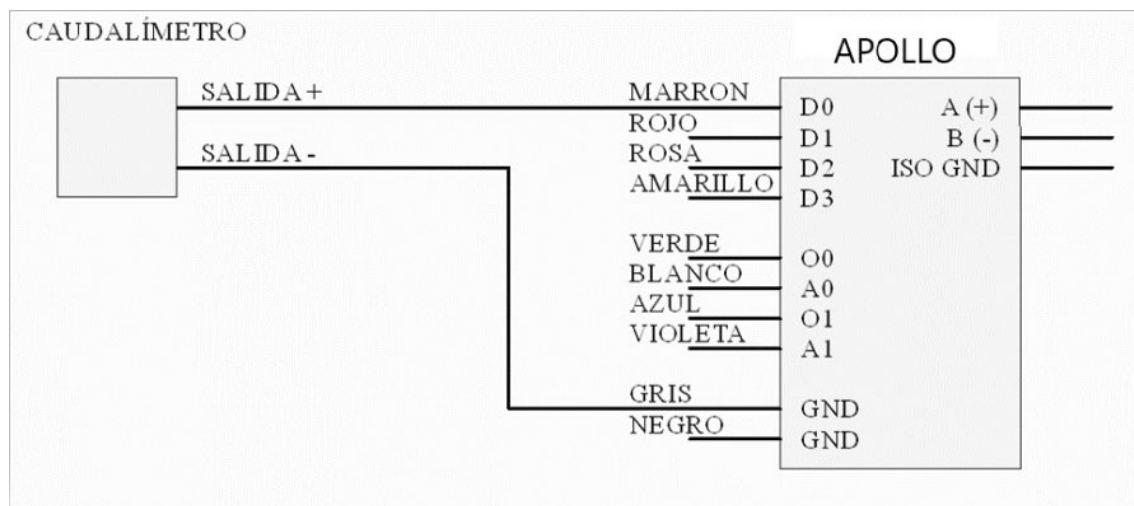 CAUDALÍMETRO
APOLLO
SALIDA+
SALIDA-
MARRON
ROJO
ROSA
AMARILLO
VERDE
BLANCO
AZUL
VIOLETA
GRIS
NEGRO
D0
D1
D2
D3
O0
A0
O1
A1
GND
GND
A (+)
B (-)
ISO GND